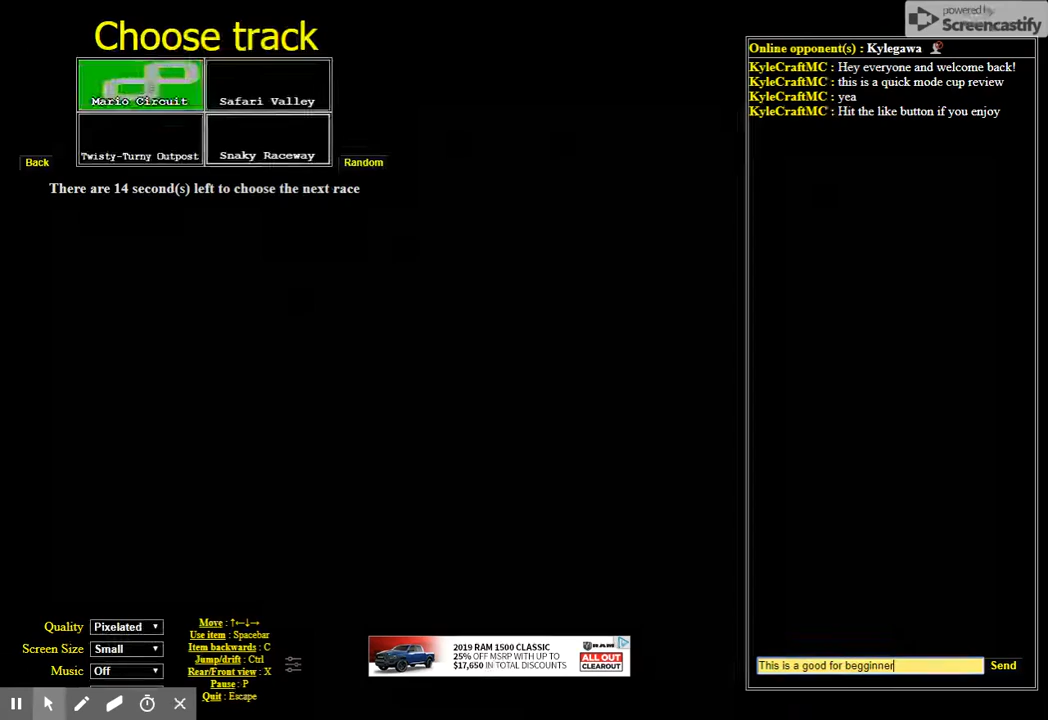 powered by
Screencastify
Choose track
Mario Circuit
Safari Valley
Twisty-Turny Outpost
Snaky Raceway
Back
Random
There are 14 second(s) left to choose the next race
Online opponent(s) : Kylegawa
KyleCraftMC : Hey everyone and welcome back!
KyleCraftMC : this is a quick mode cup review
KyleCraftMC : yea
KyleCraftMC : Hit the like button if you enjoy
This is a good for begginner
Send
Quality Pixelated
Screen Size Small
Music Off
Move : ↑←↓→
Use item : Spacebar
Item backwards : C
Jump/drift : Ctrl
Rear/Front view : X
Pause : P
Quit : Escape
2019 RAM 1500 CLASSIC
25% OFF MSRP WITH UP TO
$17,650 IN TOTAL DISCOUNTS
RAM
ALL OUT
CLEAROUT